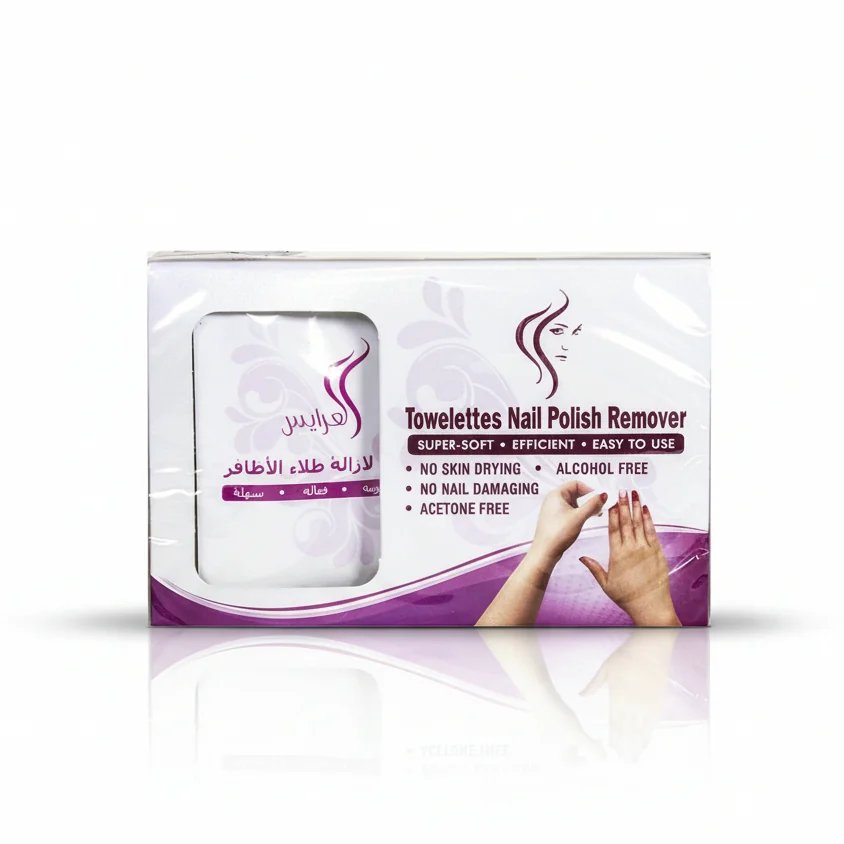 العرايس
لازالة طلاء الأظافر
فعاله • سهلة
Towelettes Nail Polish Remover
SUPER-SOFT • EFFICIENT • EASY TO USE
• NO SKIN DRYING • ALCOHOL FREE
• NO NAIL DAMAGING
• ACETONE FREE